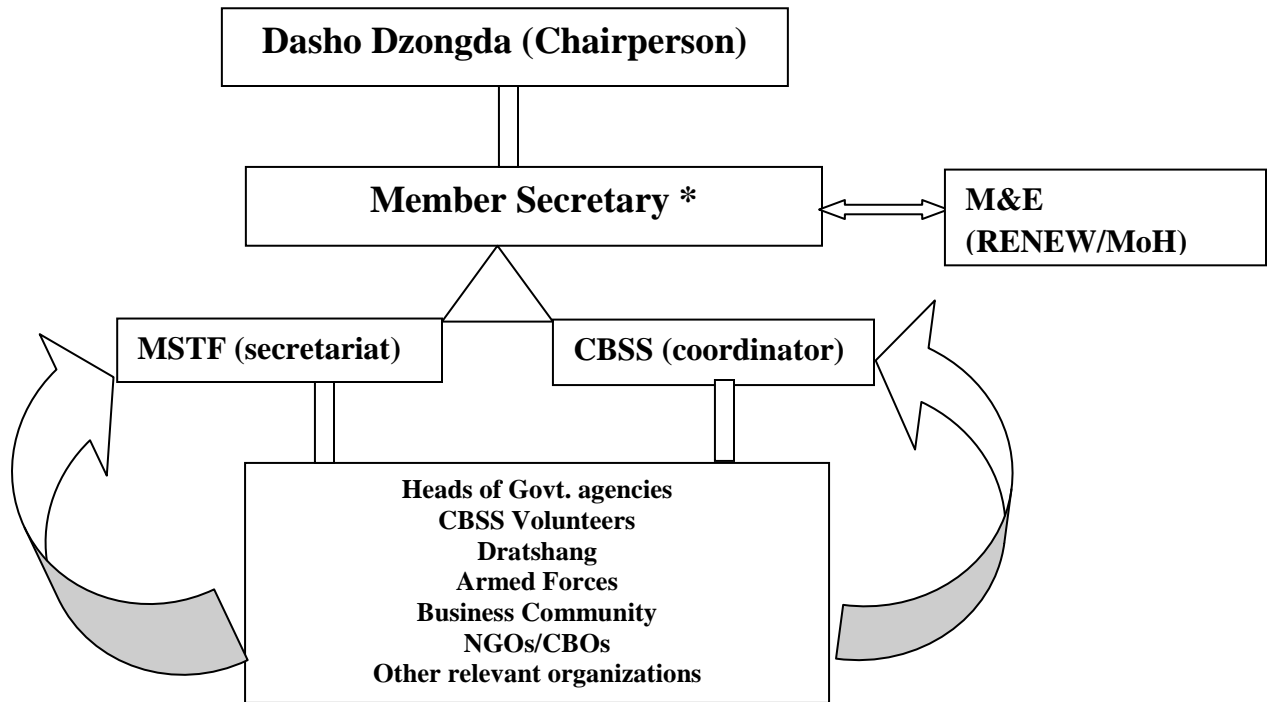 Dasho Dzongda (Chairperson)
Member Secretary *
M&E
(RENEW/MoH)
MSTF (secretariat)
CBSS (coordinator)
Heads of Govt. agencies
CBSS Volunteers
Dratshang
Armed Forces
Business Community
NGOs/CBOs
Other relevant organizations